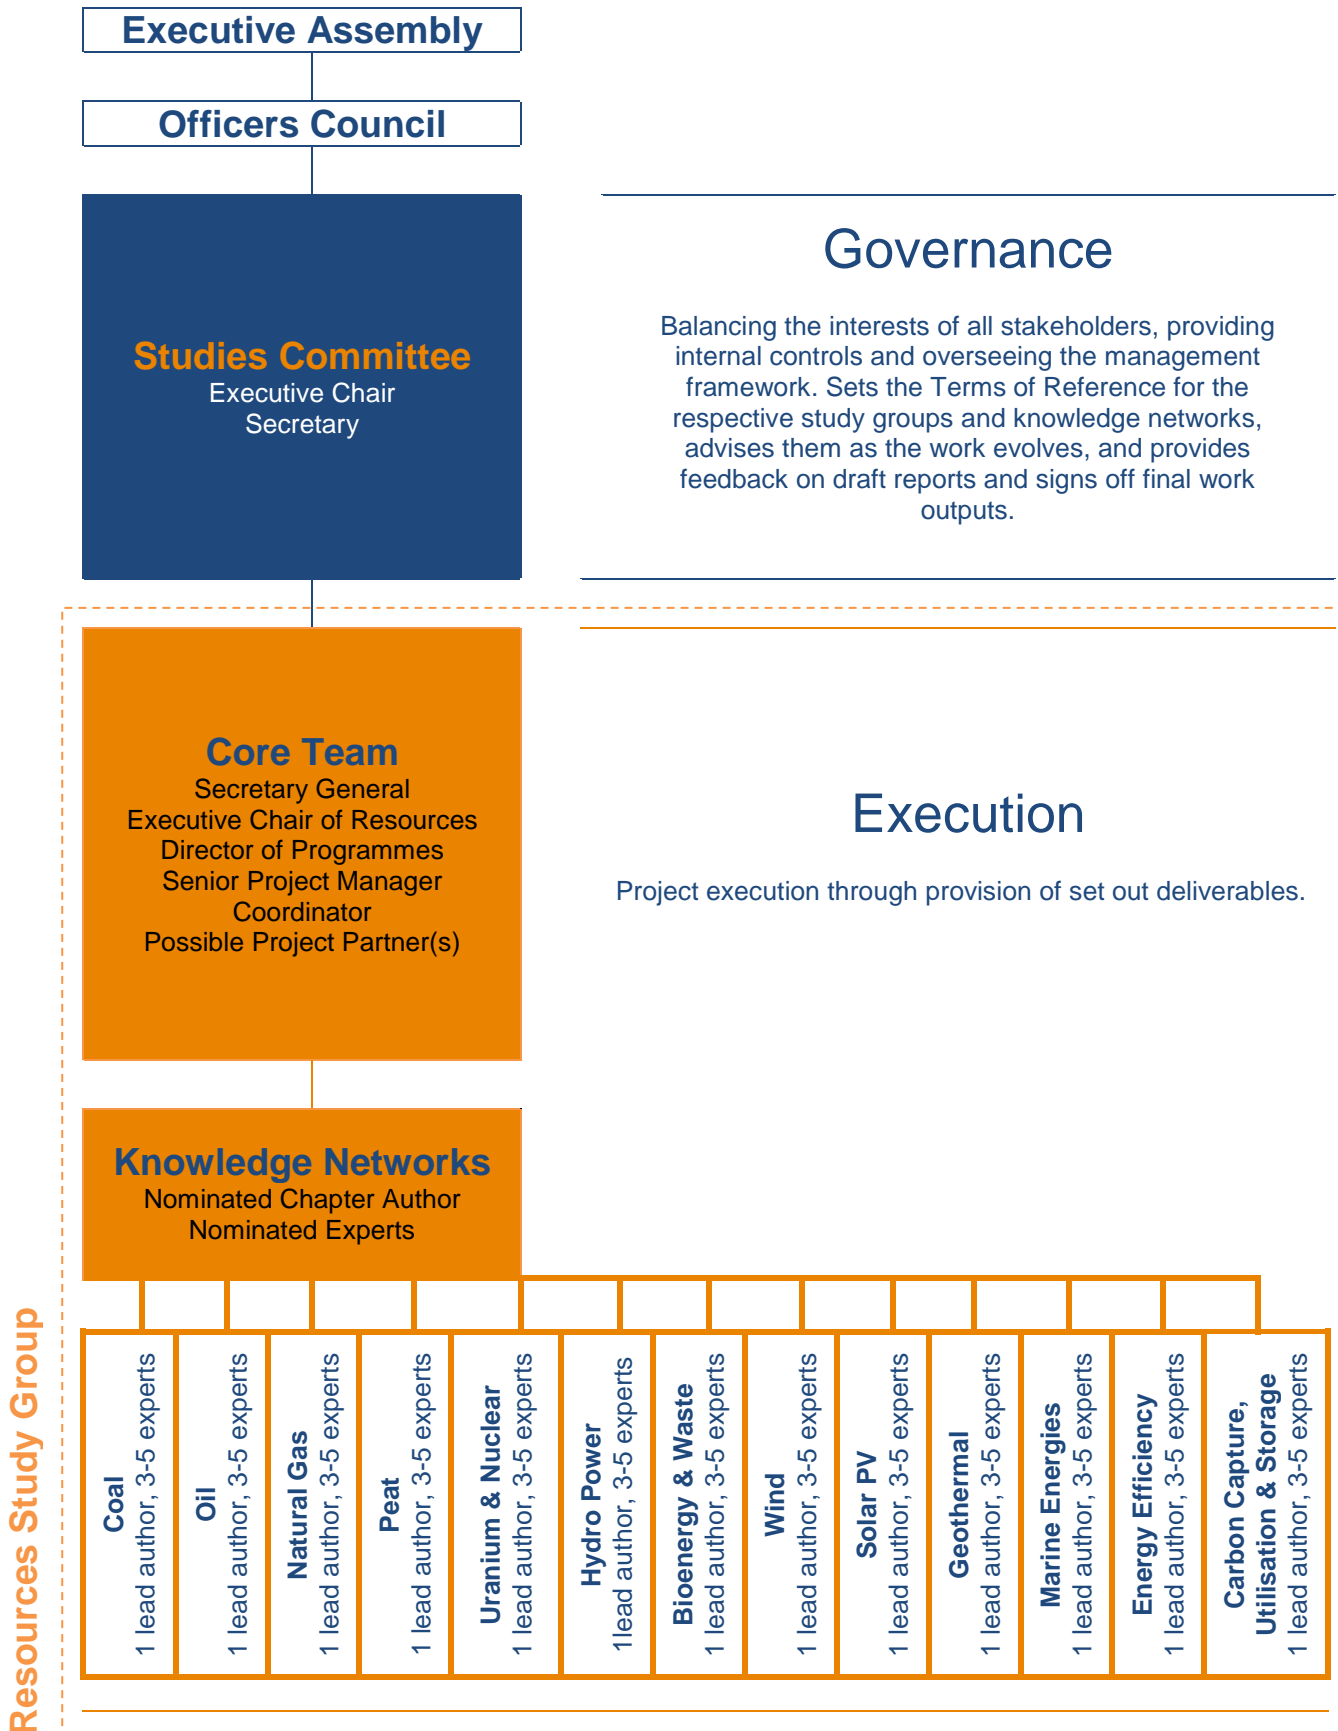 Executive Assembly
Officers Council
Studies Committee
Executive Chair
Secretary
Governance
Balancing the interests of all stakeholders, providing
internal controls and overseeing the management
framework. Sets the Terms of Reference for the
respective study groups and knowledge networks,
advises them as the work evolves, and provides
feedback on draft reports and signs off final work
outputs.
Core Team
Secretary General
Executive Chair of Resources
Director of Programmes
Senior Project Manager
Coordinator
Possible Project Partner(s)
Execution
Project execution through provision of set out deliverables.
Knowledge Networks
Nominated Chapter Author
Nominated Experts
Resources Study Group
Coal
1 lead author, 3-5 experts
Oil
1 lead author, 3-5 experts
Natural Gas
1 lead author, 3-5 experts
Peat
1 lead author, 3-5 experts
Uranium & Nuclear
1 lead author, 3-5 experts
Hydro Power
1lead author, 3-5 experts
Bioenergy & Waste
1 lead author, 3-5 experts
Wind
1 lead author, 3-5 experts
Solar PV
1 lead author, 3-5 experts
Geothermal
1 lead author, 3-5 experts
Marine Energies
1 lead author, 3-5 experts
Energy Efficiency
1 lead author, 3-5 experts
Carbon Capture,
Utilisation & Storage
1 lead author, 3-5 experts